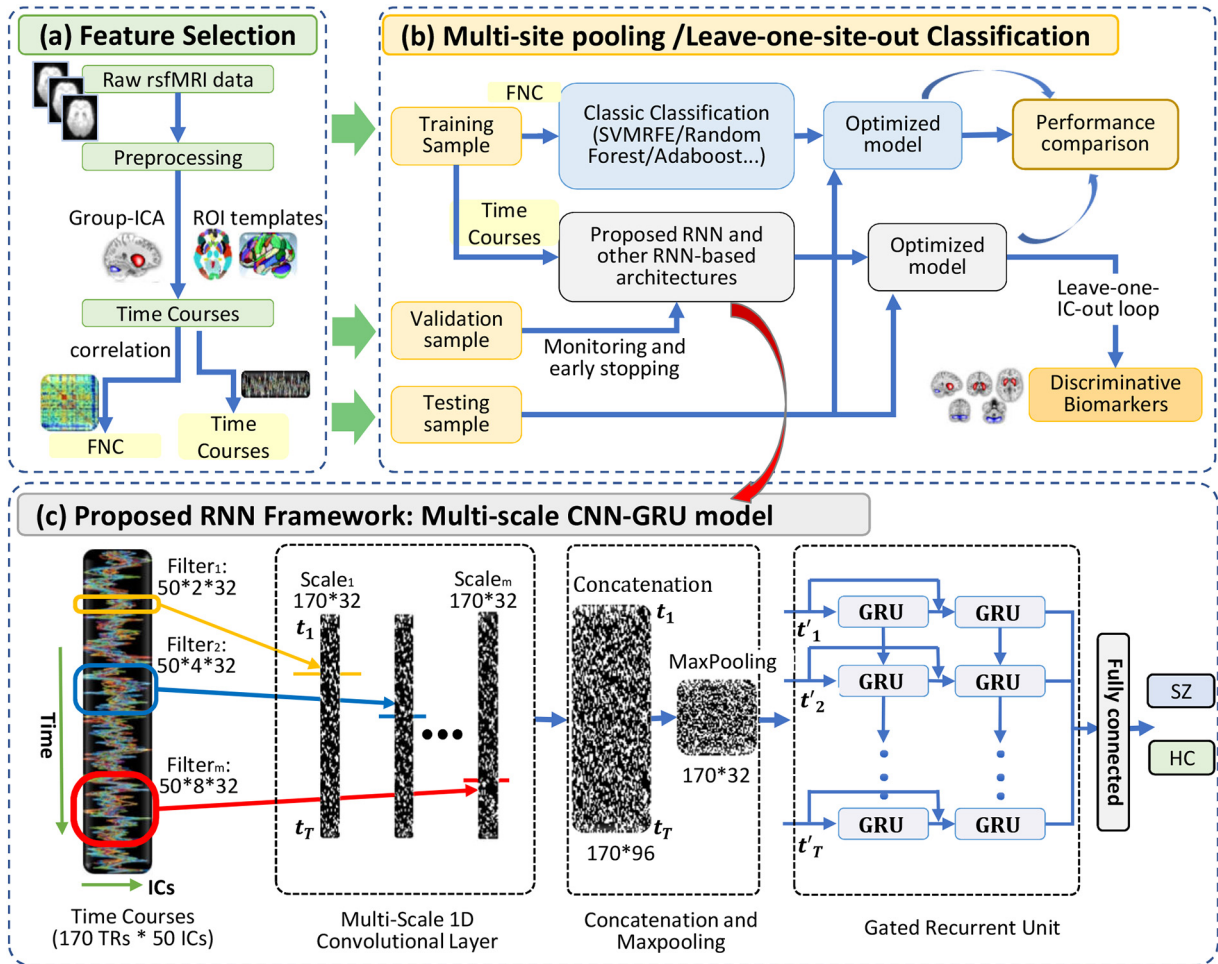 (a) Feature Selection
Raw rsfMRI data
Preprocessing
Group-ICA
ROI templates
Time Courses
correlation
FNC
Time
Courses
(b) Multi-site pooling /Leave-one-site-out Classification
FNC
Training
Sample
Classic Classification
(SVMRFE/Random
Forest/Adaboost...)
Optimized
model
Performance
comparison
Time
Courses
Proposed RNN and
other RNN-based
architectures
Optimized
model
Leave-one-
IC-out loop
Validation
sample
Monitoring and
early stopping
Testing
sample
Discriminative
Biomarkers
(c) Proposed RNN Framework: Multi-scale CNN-GRU model
Filter₁:
50*2*32
Filter₂:
50*4*32
Filterₘ:
50*8*32
Time
ICs
Time Courses
(170 TRs * 50 ICs)
Scale₁
170*32
Scaleₘ
170*32
t₁
t_T
Multi-Scale 1D
Convolutional Layer
Concatenation
t₁
t_T
170*96
MaxPooling
170*32
Concatenation and
Maxpooling
t'₁
GRU
GRU
t'₂
GRU
GRU
t'_T
GRU
GRU
Gated Recurrent Unit
Fully connected
SZ
HC